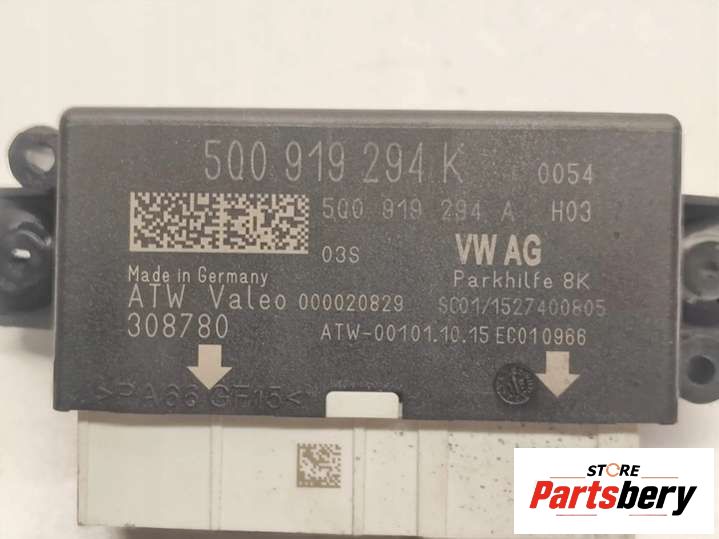 5Q0 919 294 K 0054
5Q0 919 294 A H03
03S VW AG
Made in Germany Parkhilfe 8K
ATW Valeo 000020829 SC01/1527400805
308780 ATW-00101.10.15 EC010966
>PA66 GF15<
STORE
Partsbery